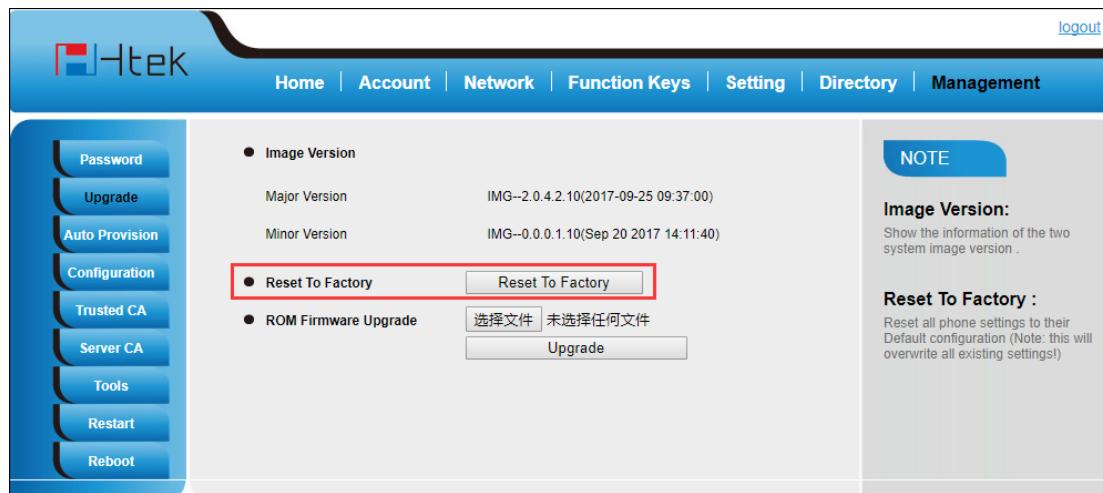 logout
Htek
Home Account Network Function Keys Setting Directory Management
Password
Upgrade
Auto Provision
Configuration
Trusted CA
Server CA
Tools
Restart
Reboot
Image Version
Major Version IMG--2.0.4.2.10(2017-09-25 09:37:00)
Minor Version IMG--0.0.0.1.10(Sep 20 2017 14:11:40)
Reset To Factory Reset To Factory
ROM Firmware Upgrade 选择文件 未选择任何文件
Upgrade
NOTE
Image Version:
Show the information of the two
system image version .
Reset To Factory :
Reset all phone settings to their
Default configuration (Note: this will
overwrite all existing settings!)